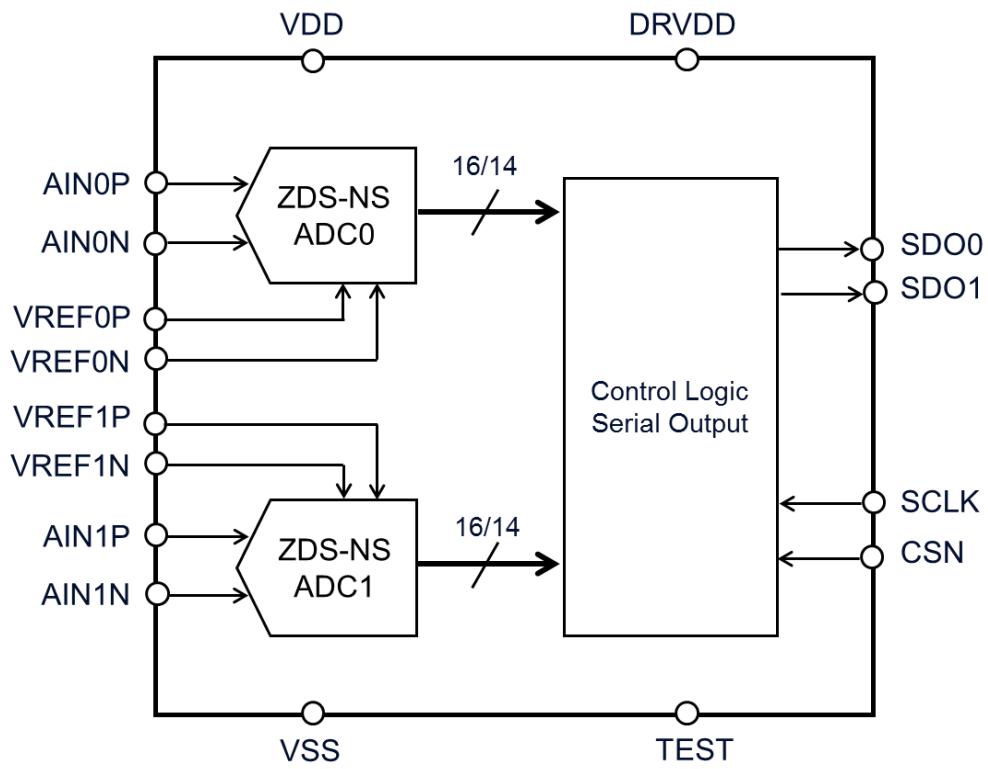 VDD
DRVDD
AIN0P
AIN0N
VREF0P
VREF0N
VREF1P
VREF1N
AIN1P
AIN1N
ZDS-NS
ADC0
16/14
ZDS-NS
ADC1
16/14
Control Logic
Serial Output
SDO0
SDO1
SCLK
CSN
VSS
TEST